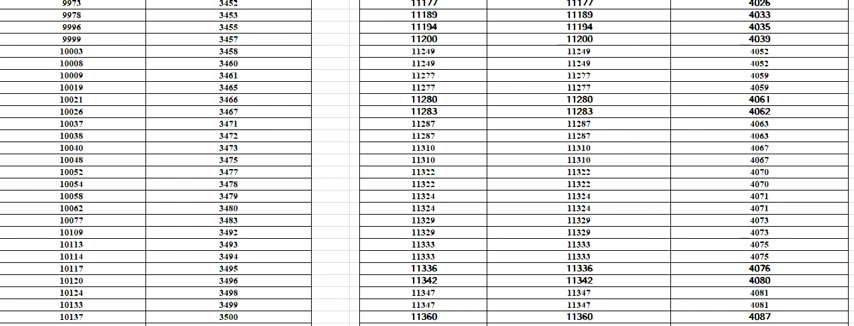 9973 3452 11177 11177 4026
9978 3453 11189 11189 4033
9996 3455 11194 11194 4035
9999 3457 11200 11200 4039
10003 3458 11249 11249 4052
10008 3460 11249 11249 4052
10009 3461 11277 11277 4059
10019 3465 11277 11277 4059
10021 3466 11280 11280 4061
10026 3467 11283 11283 4062
10037 3471 11287 11287 4063
10038 3472 11287 11287 4063
10040 3473 11310 11310 4067
10048 3475 11310 11310 4067
10052 3477 11322 11322 4070
10054 3478 11322 11322 4070
10058 3479 11324 11324 4071
10062 3480 11324 11324 4071
10077 3483 11329 11329 4073
10109 3492 11329 11329 4073
10113 3493 11333 11333 4075
10114 3494 11333 11333 4075
10117 3495 11336 11336 4076
10120 3496 11342 11342 4080
10124 3498 11347 11347 4081
10133 3499 11347 11347 4081
10137 3500 11360 11360 4087